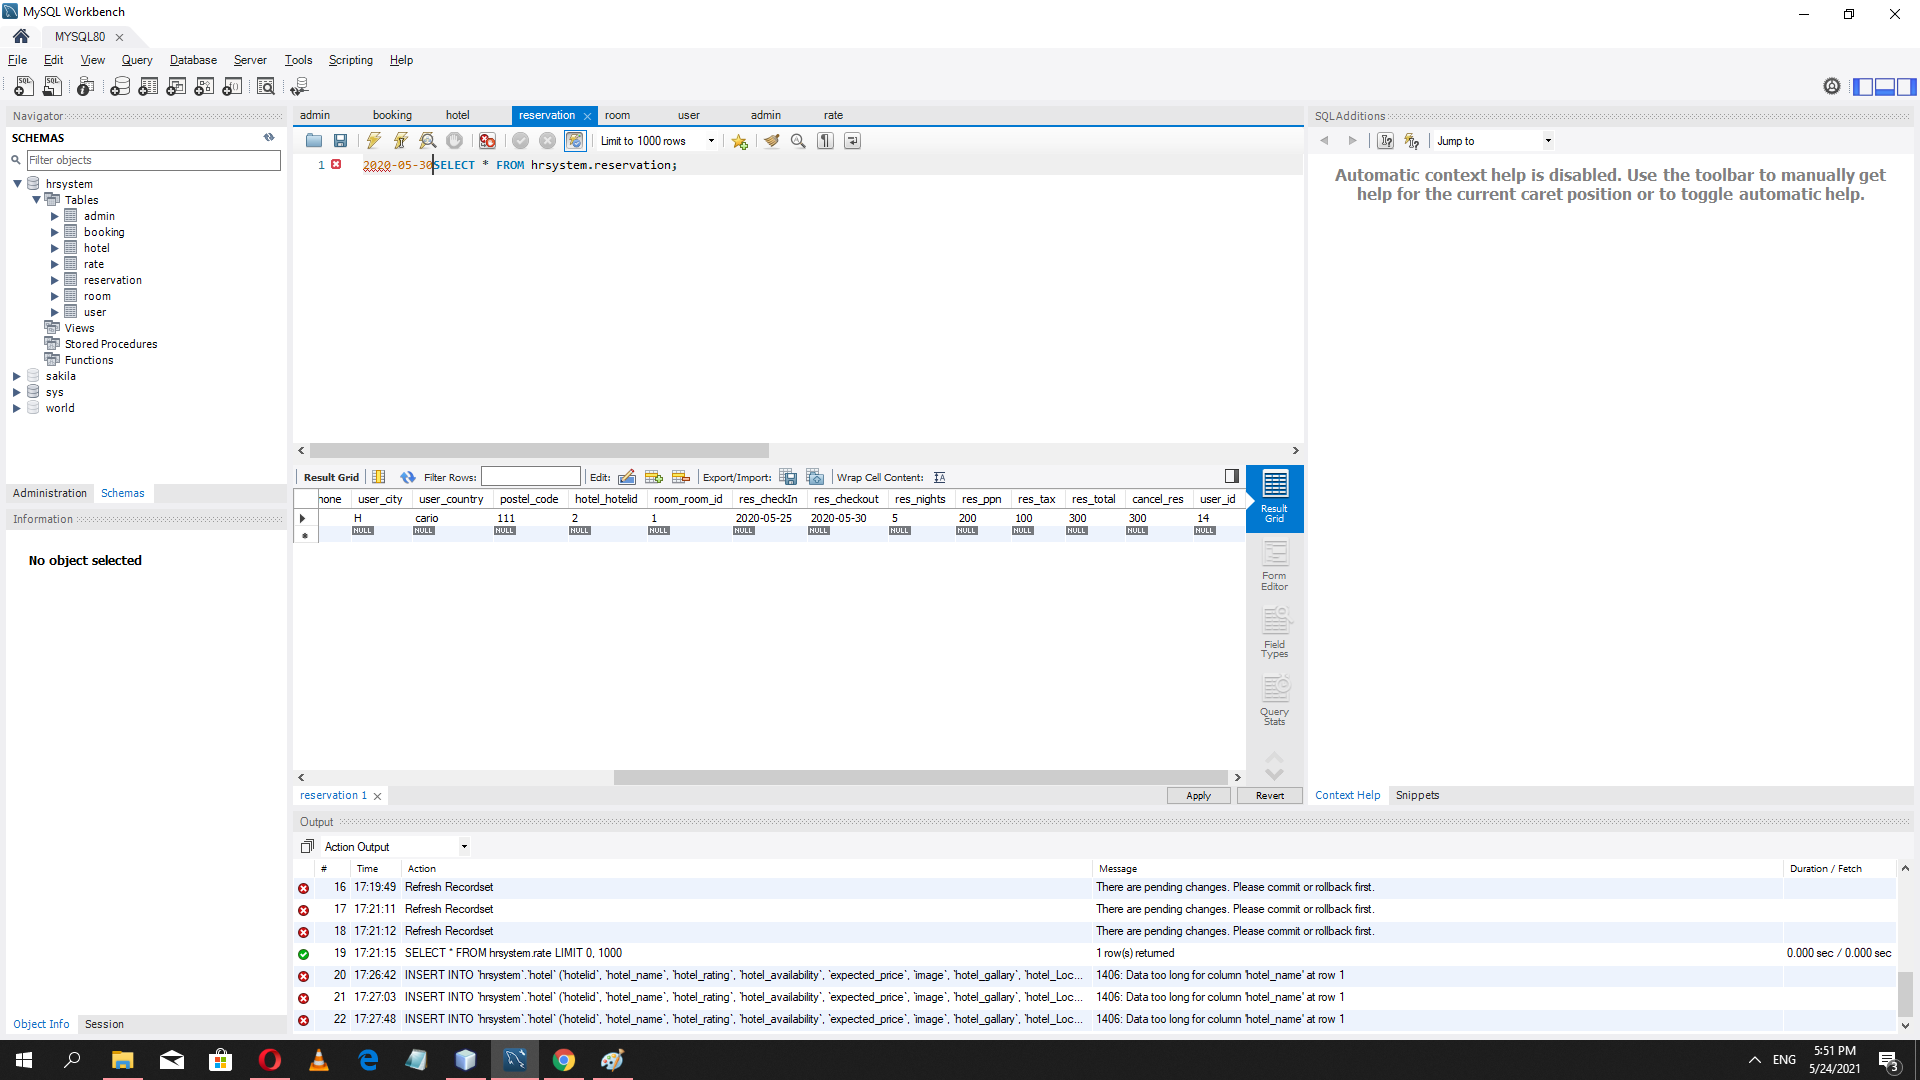 MySQL Workbench
MYSQL80
File Edit View Query Database Server Tools Scripting Help
Navigator
SCHEMAS
Filter objects
hrsystem
Tables
admin
booking
hotel
rate
reservation
room
user
Views
Stored Procedures
Functions
sakila
sys
world
Administration Schemas
Information
No object selected
Object Info Session
admin booking hotel reservation room user admin rate
Limit to 1000 rows
1 2020-05-30SELECT * FROM hrsystem.reservation;
Result Grid Filter Rows: Edit: Export/Import: Wrap Cell Content:
none user_city user_country postel_code hotel_hotelid room_room_id res_checkIn res_checkout res_nights res_ppn res_tax res_total cancel_res user_id
H cario 111 2 1 2020-05-25 2020-05-30 5 200 100 300 300 14
NULL NULL NULL NULL NULL NULL NULL NULL NULL NULL NULL NULL NULL
Result Grid
Form Editor
Field Types
Query Stats
reservation 1 Apply Revert
SQLAdditions
Jump to
Automatic context help is disabled. Use the toolbar to manually get
help for the current caret position or to toggle automatic help.
Context Help Snippets
Output
Action Output
# Time Action Message Duration / Fetch
16 17:19:49 Refresh Recordset There are pending changes. Please commit or rollback first.
17 17:21:11 Refresh Recordset There are pending changes. Please commit or rollback first.
18 17:21:12 Refresh Recordset There are pending changes. Please commit or rollback first.
19 17:21:15 SELECT * FROM hrsystem.rate LIMIT 0, 1000 1 row(s) returned 0.000 sec / 0.000 sec
20 17:26:42 INSERT INTO `hrsystem`.`hotel` (`hotelid`, `hotel_name`, `hotel_rating`, `hotel_availability`, `expected_price`, `image`, `hotel_gallary`, `hotel_Loc... 1406: Data too long for column 'hotel_name' at row 1
21 17:27:03 INSERT INTO `hrsystem`.`hotel` (`hotelid`, `hotel_name`, `hotel_rating`, `hotel_availability`, `expected_price`, `image`, `hotel_gallary`, `hotel_Loc... 1406: Data too long for column 'hotel_name' at row 1
22 17:27:48 INSERT INTO `hrsystem`.`hotel` (`hotelid`, `hotel_name`, `hotel_rating`, `hotel_availability`, `expected_price`, `image`, `hotel_gallary`, `hotel_Loc... 1406: Data too long for column 'hotel_name' at row 1
ENG
5:51 PM
5/24/2021
3